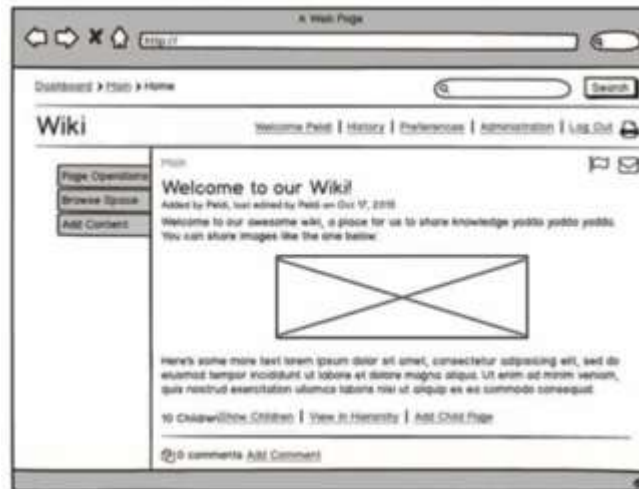 A Web Page
http://
Dashboard > Main > Home
Search
Wiki
Welcome Peldi | History | Preferences | Administration | Log Out
Page Operations
Browse Space
Add Content
Main
Welcome to our Wiki!
Added by Peldi, last edited by Peldi on Oct 17, 2015
Welcome to our awesome wiki, a place for us to share knowledge yadda yadda yadda.
You can share images like the one below:
Here's some more text lorem ipsum dolor sit amet, consectetur adipisicing elit, sed do
eiusmod tempor incididunt ut labore et dolore magna aliqua. Ut enim ad minim veniam,
quis nostrud exercitation ullamco laboris nisi ut aliquip ex ea commodo consequat
10 Children Show Children | View in Hierarchy | Add Child Page
0 comments Add Comment